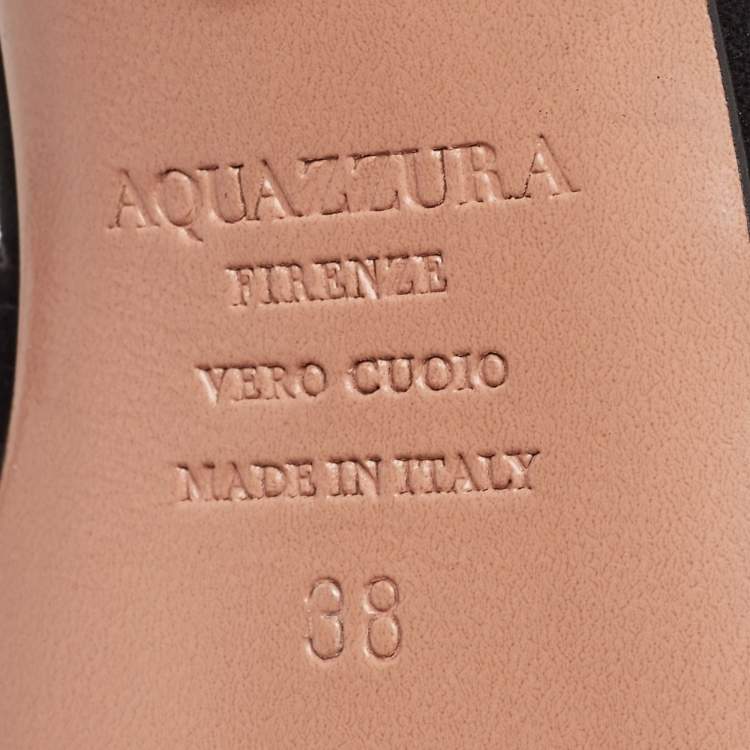 AQUAZZURA
FIRENZE
VERO CUOIO
MADE IN ITALY
38